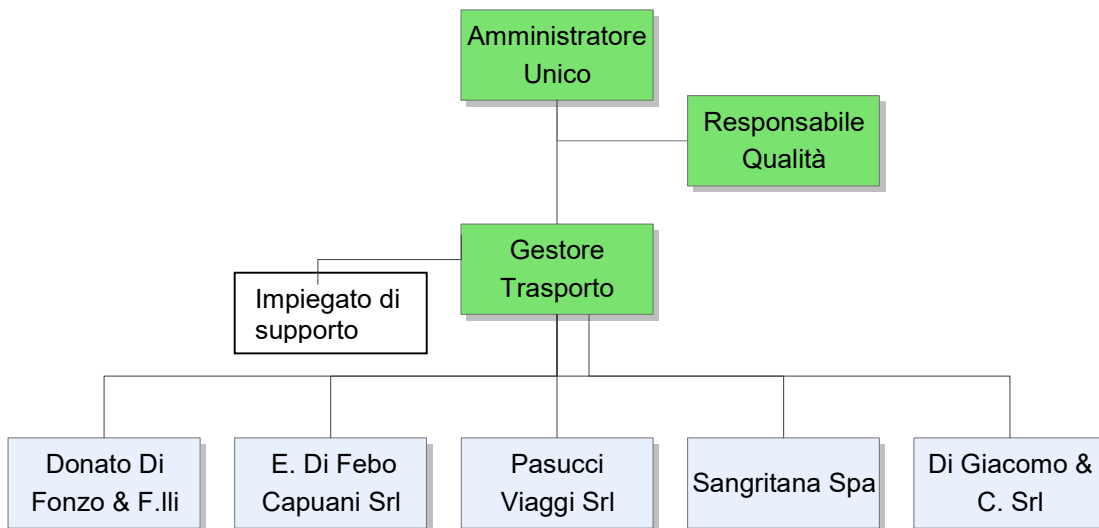 Amministratore
Unico
Responsabile
Qualità
Gestore
Trasporto
Impiegato di
supporto
Donato Di
Fonzo & F.lli
E. Di Febo
Capuani Srl
Pasucci
Viaggi Srl
Sangritana Spa
Di Giacomo &
C. Srl